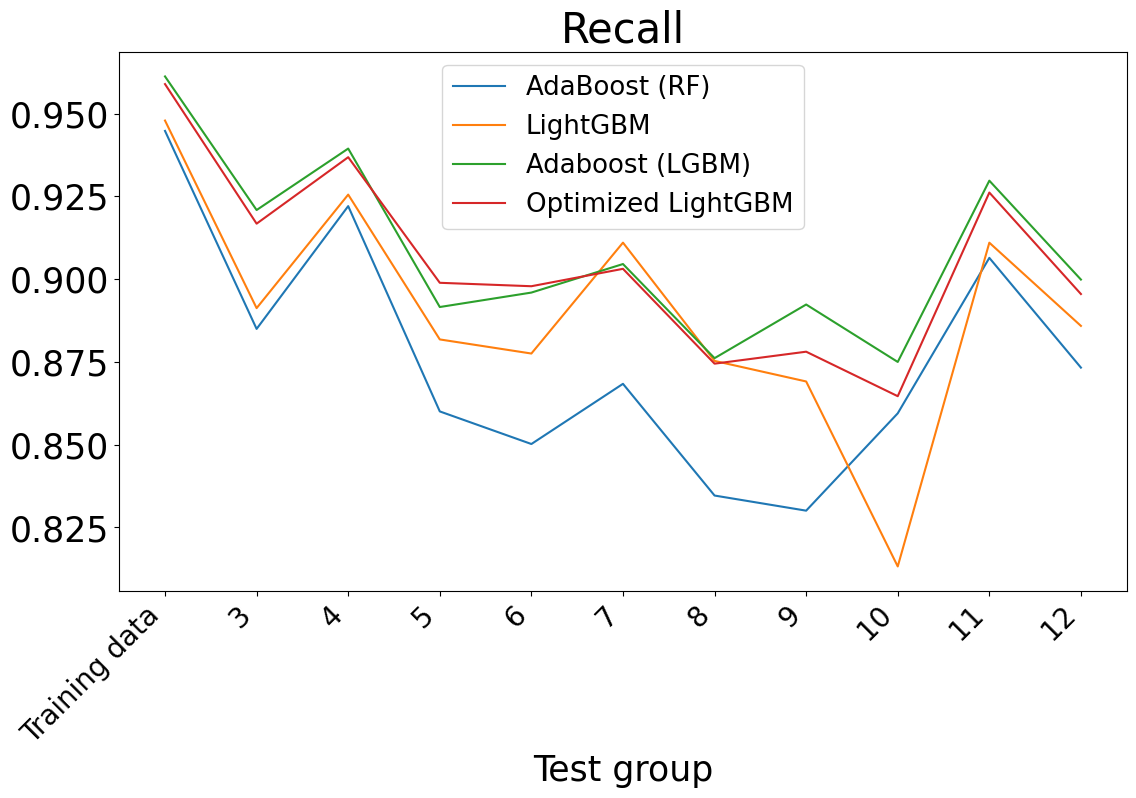 Recall
AdaBoost (RF)
LightGBM
Adaboost (LGBM)
Optimized LightGBM
0.950
0.925
0.900
0.875
0.850
0.825
Training data
3
4
5
6
7
8
9
10
11
12
Test group